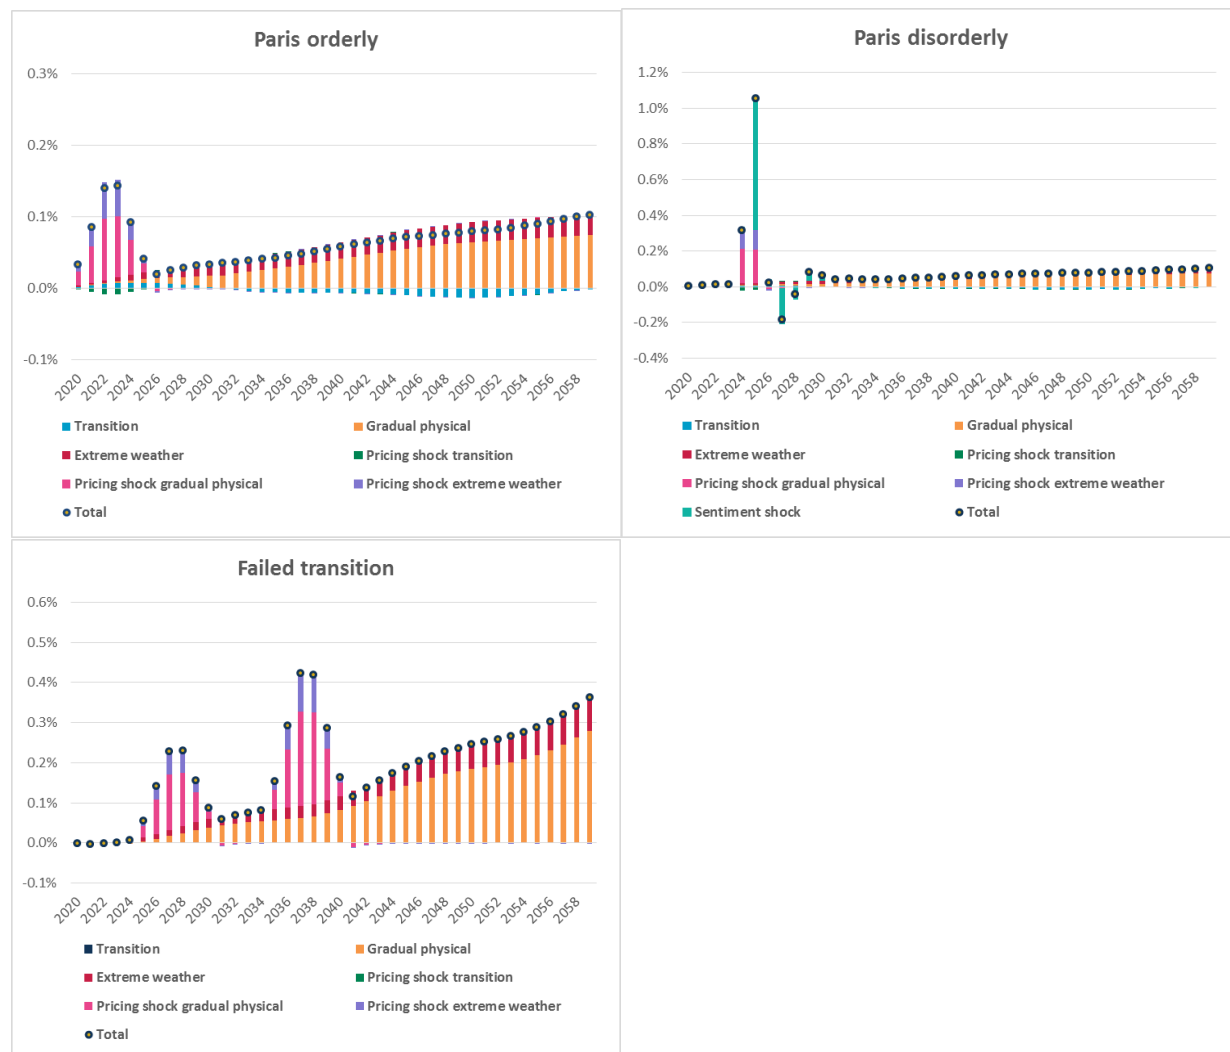 Paris orderly
0.3%
0.2%
0.1%
0.0%
-0.1%
2020 2022 2024 2026 2028 2030 2032 2034 2036 2038 2040 2042 2044 2046 2048 2050 2052 2054 2056 2058
Transition Gradual physical
Extreme weather Pricing shock transition
Pricing shock gradual physical Pricing shock extreme weather
Total
Paris disorderly
1.2%
1.0%
0.8%
0.6%
0.4%
0.2%
0.0%
-0.2%
-0.4%
2020 2022 2024 2026 2028 2030 2032 2034 2036 2038 2040 2042 2044 2046 2048 2050 2052 2054 2056 2058
Transition Gradual physical
Extreme weather Pricing shock transition
Pricing shock gradual physical Pricing shock extreme weather
Sentiment shock Total
Failed transition
0.6%
0.5%
0.4%
0.3%
0.2%
0.1%
0.0%
-0.1%
2020 2022 2024 2026 2028 2030 2032 2034 2036 2038 2040 2042 2044 2046 2048 2050 2052 2054 2056 2058
Transition Gradual physical
Extreme weather Pricing shock transition
Pricing shock gradual physical Pricing shock extreme weather
Total